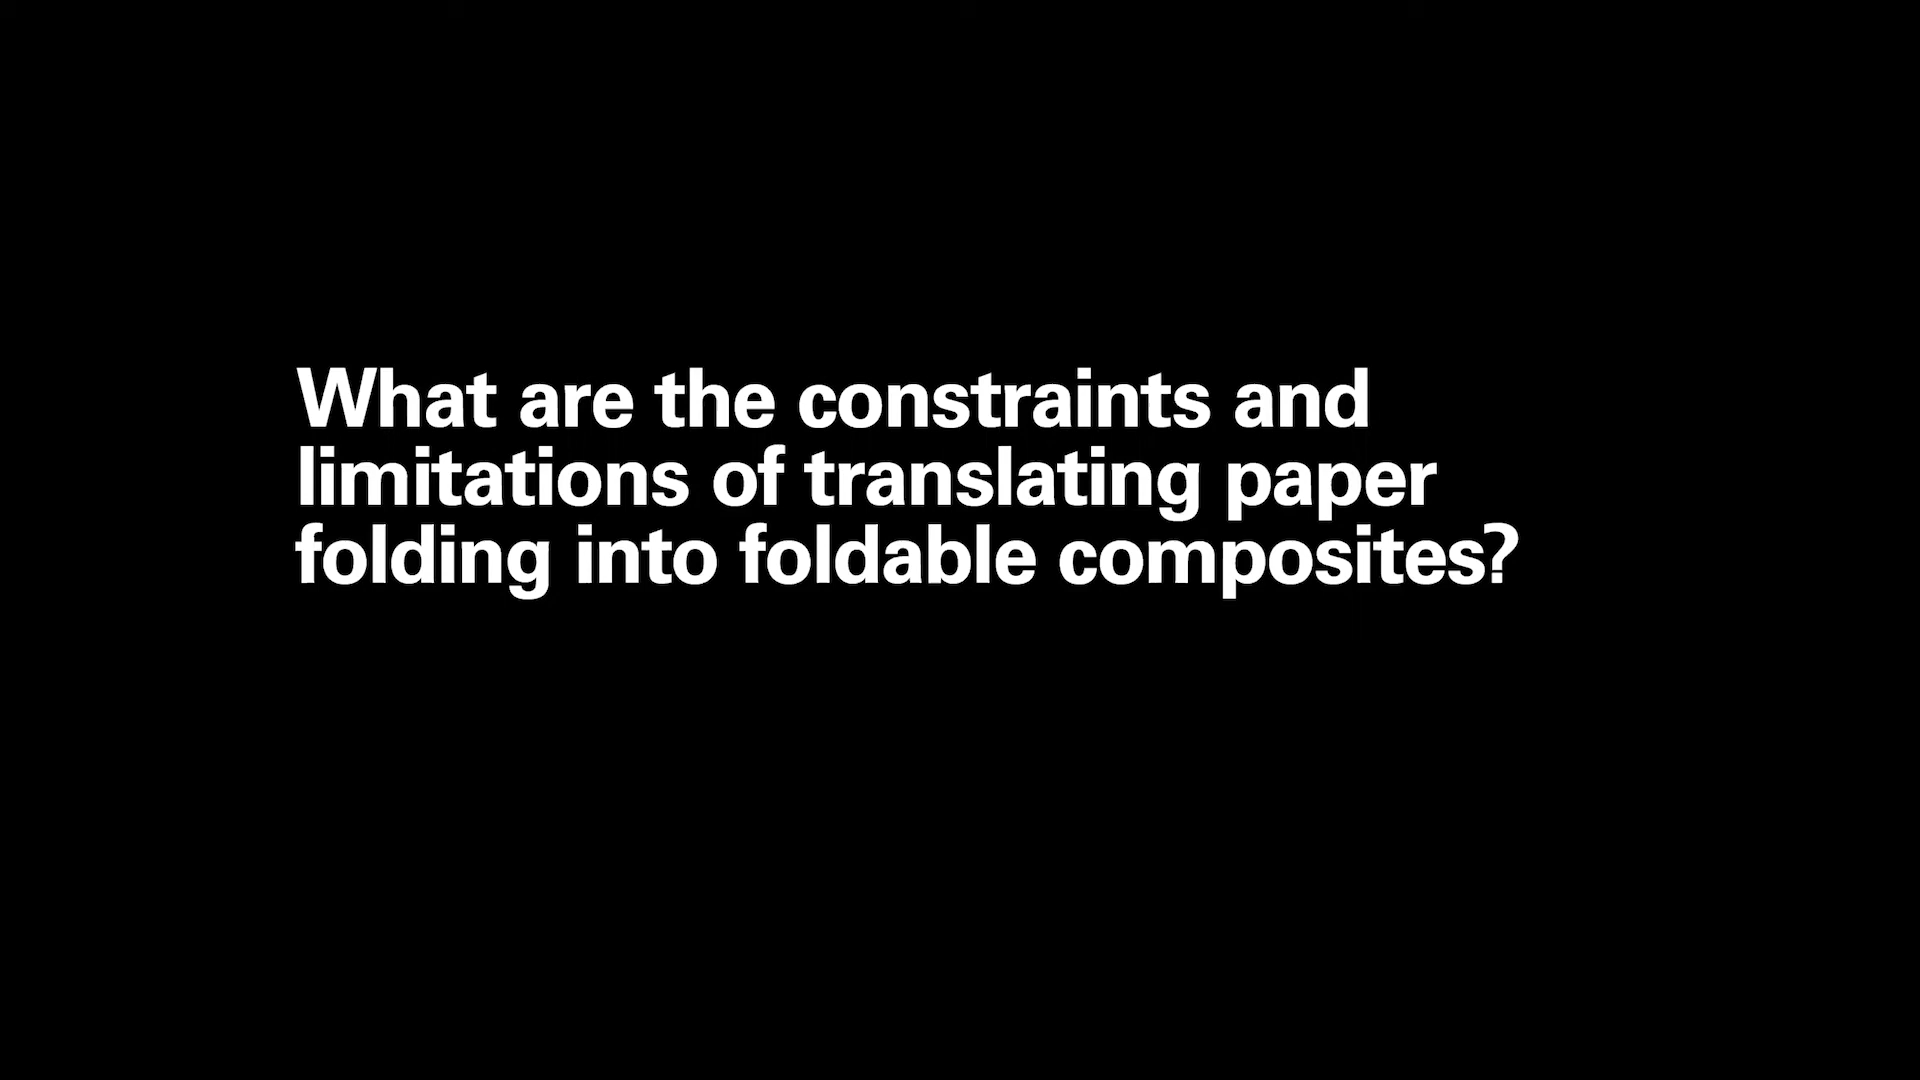 What are the constraints and
limitations of translating paper
folding into foldable composites?